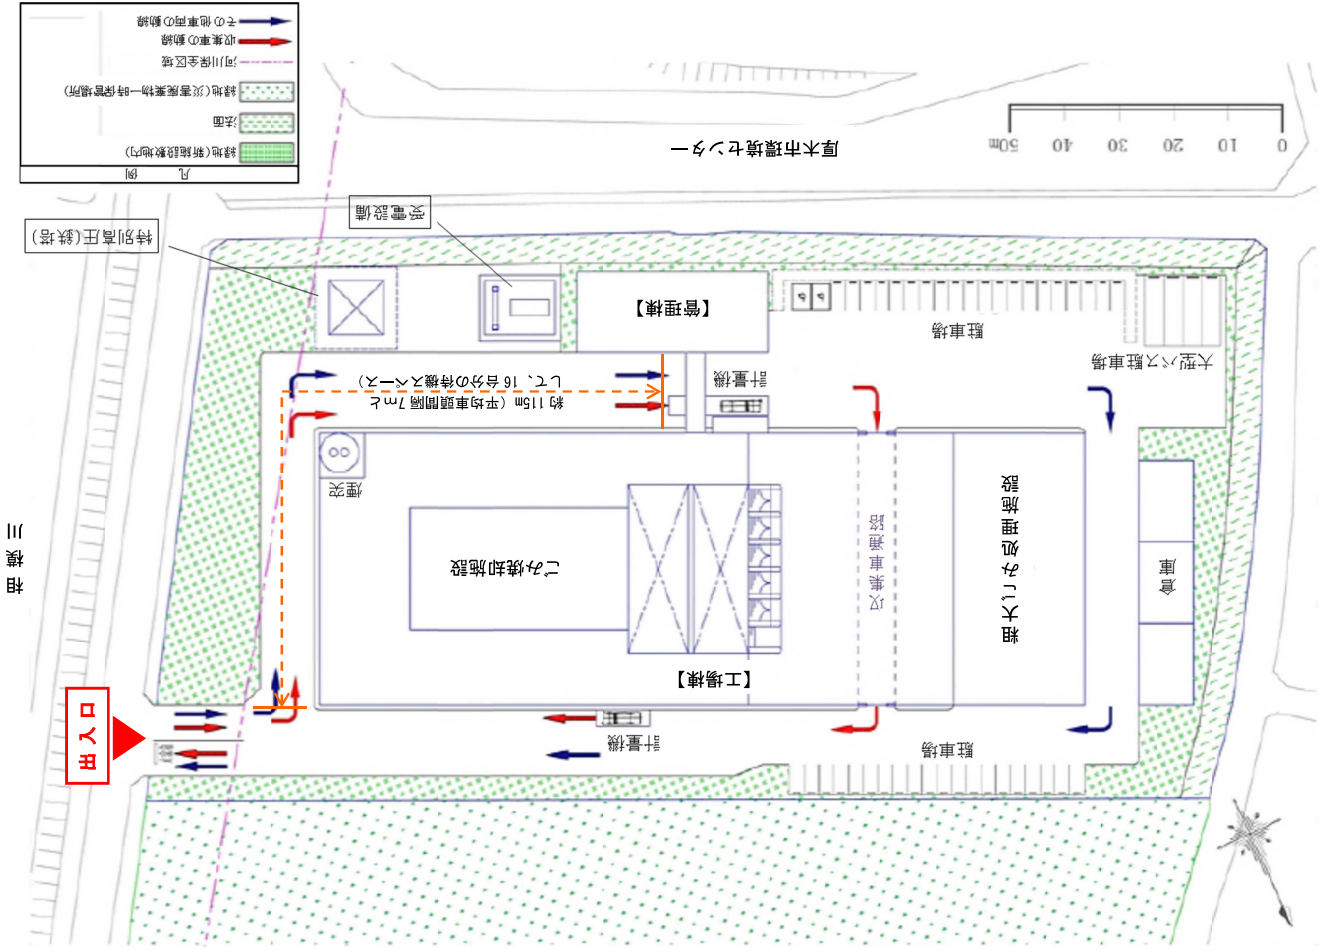 凡 例
緑地(新施設敷地内)
法面
緑地(災害廃棄物一時保管場所)
河川保全区域
収集車の動線
その他車両の動線
0 10 20 30 40 50m
厚木市環境センター
特別高圧(鉄塔)
受電設備
【管理棟】
駐車場
大型バス駐車場
計量機
約 115m(平均車頭間隔 7mと
して、16 台分の待機スペース)
煙突
ごみ焼却施設
収集車通路
粗大ごみ処理施設
倉庫
【工場棟】
計量機
駐車場
出入口
相模川